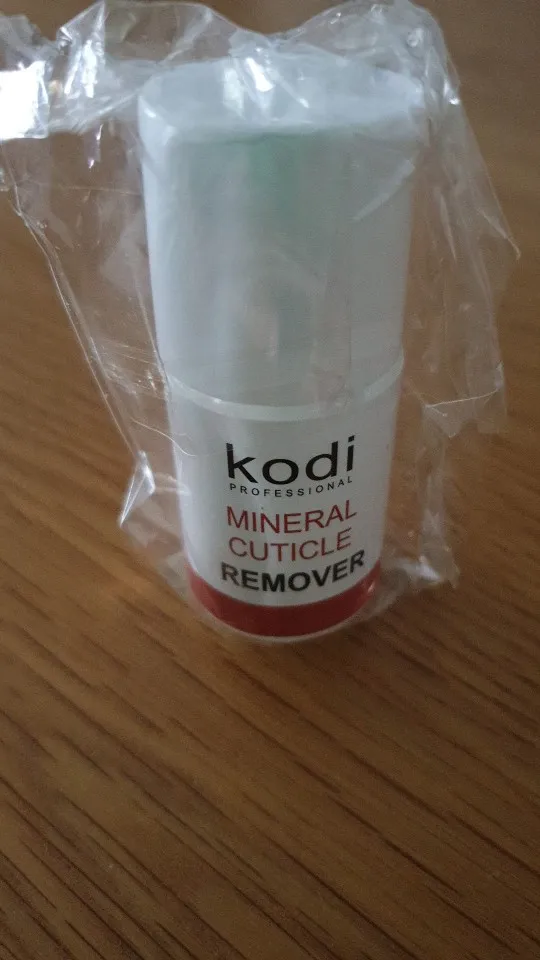 kodi
PROFESSIONAL
MINERAL
CUTICLE
REMOVER